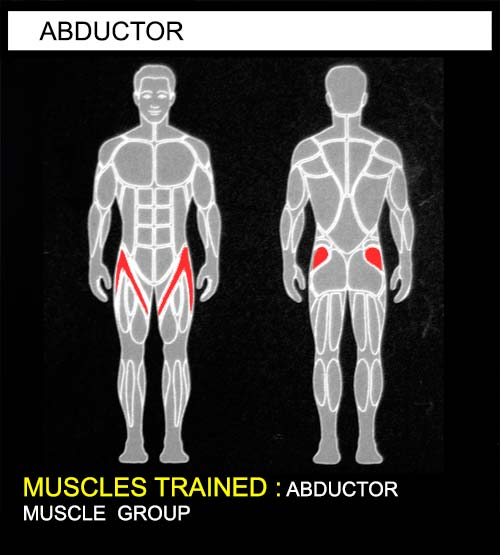 ABDUCTOR
MUSCLES TRAINED : ABDUCTOR
MUSCLE GROUP